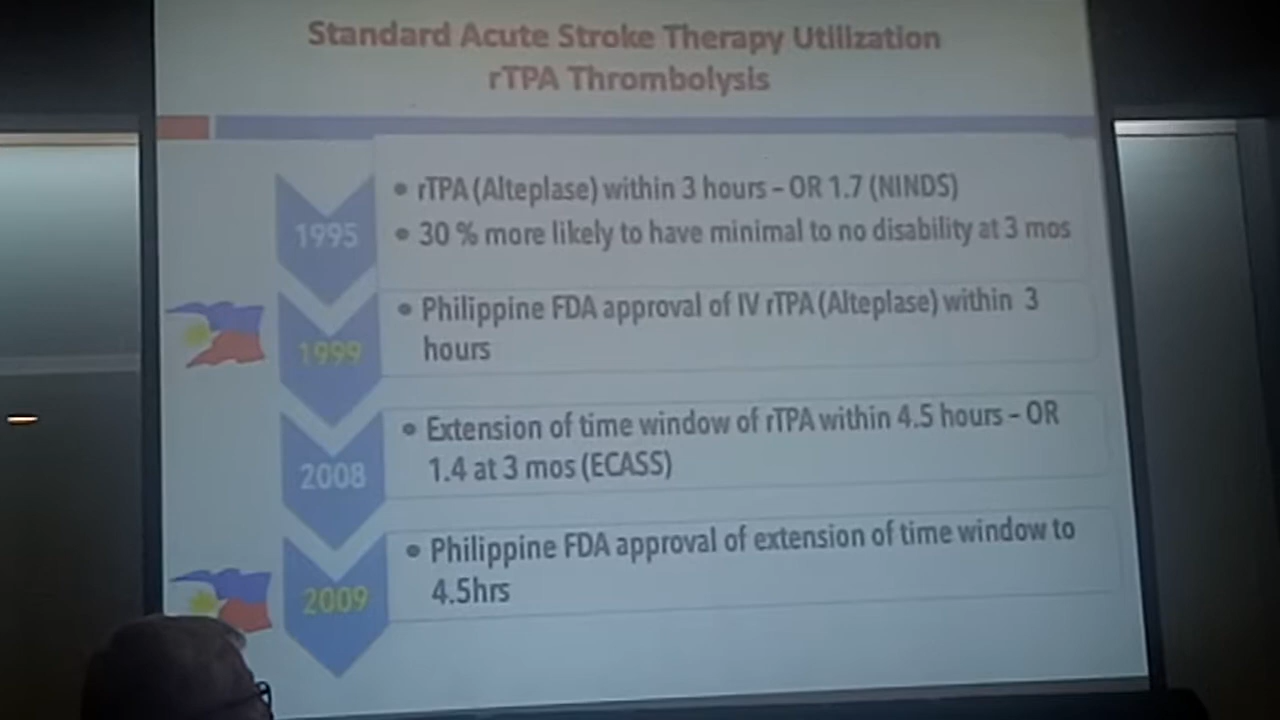 Standard Acute Stroke Therapy Utilization
rTPA Thrombolysis
1995
• rTPA (Alteplase) within 3 hours – OR 1.7 (NINDS)
• 30 % more likely to have minimal to no disability at 3 mos
1999
• Philippine FDA approval of IV rTPA (Alteplase) within 3
hours
2008
• Extension of time window of rTPA within 4.5 hours – OR
1.4 at 3 mos (ECASS)
2009
• Philippine FDA approval of extension of time window to
4.5hrs